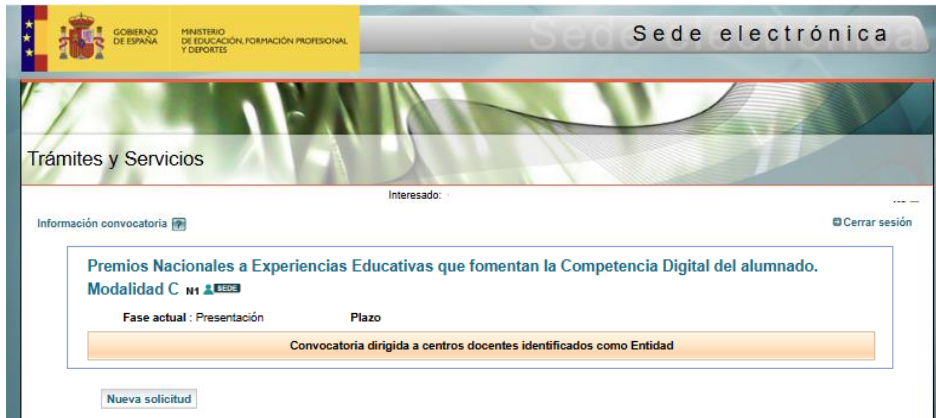 GOBIERNO
DE ESPAÑA
MINISTERIO
DE EDUCACIÓN, FORMACIÓN PROFESIONAL
Y DEPORTES
Sede electrónica
Trámites y Servicios
Interesado:
Información convocatoria
Cerrar sesión
Premios Nacionales a Experiencias Educativas que fomentan la Competencia Digital del alumnado.
Modalidad C N1 SEDE
Fase actual : Presentación Plazo
Convocatoria dirigida a centros docentes identificados como Entidad
Nueva solicitud